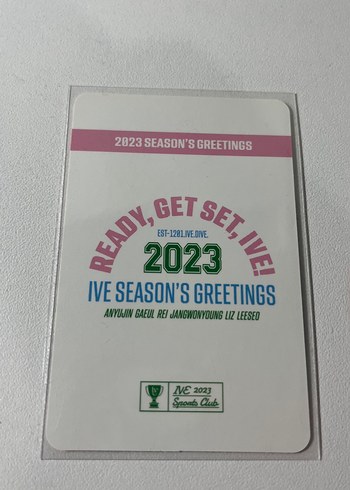 2023 SEASON'S GREETINGS
READY, GET SET, IVE!
EST-1201.IVE.DIVE.
2023
IVE SEASON'S GREETINGS
ANYUJIN GAEUL REI JANGWONYOUNG LIZ LEESEO
IVE 2023
Sports Club